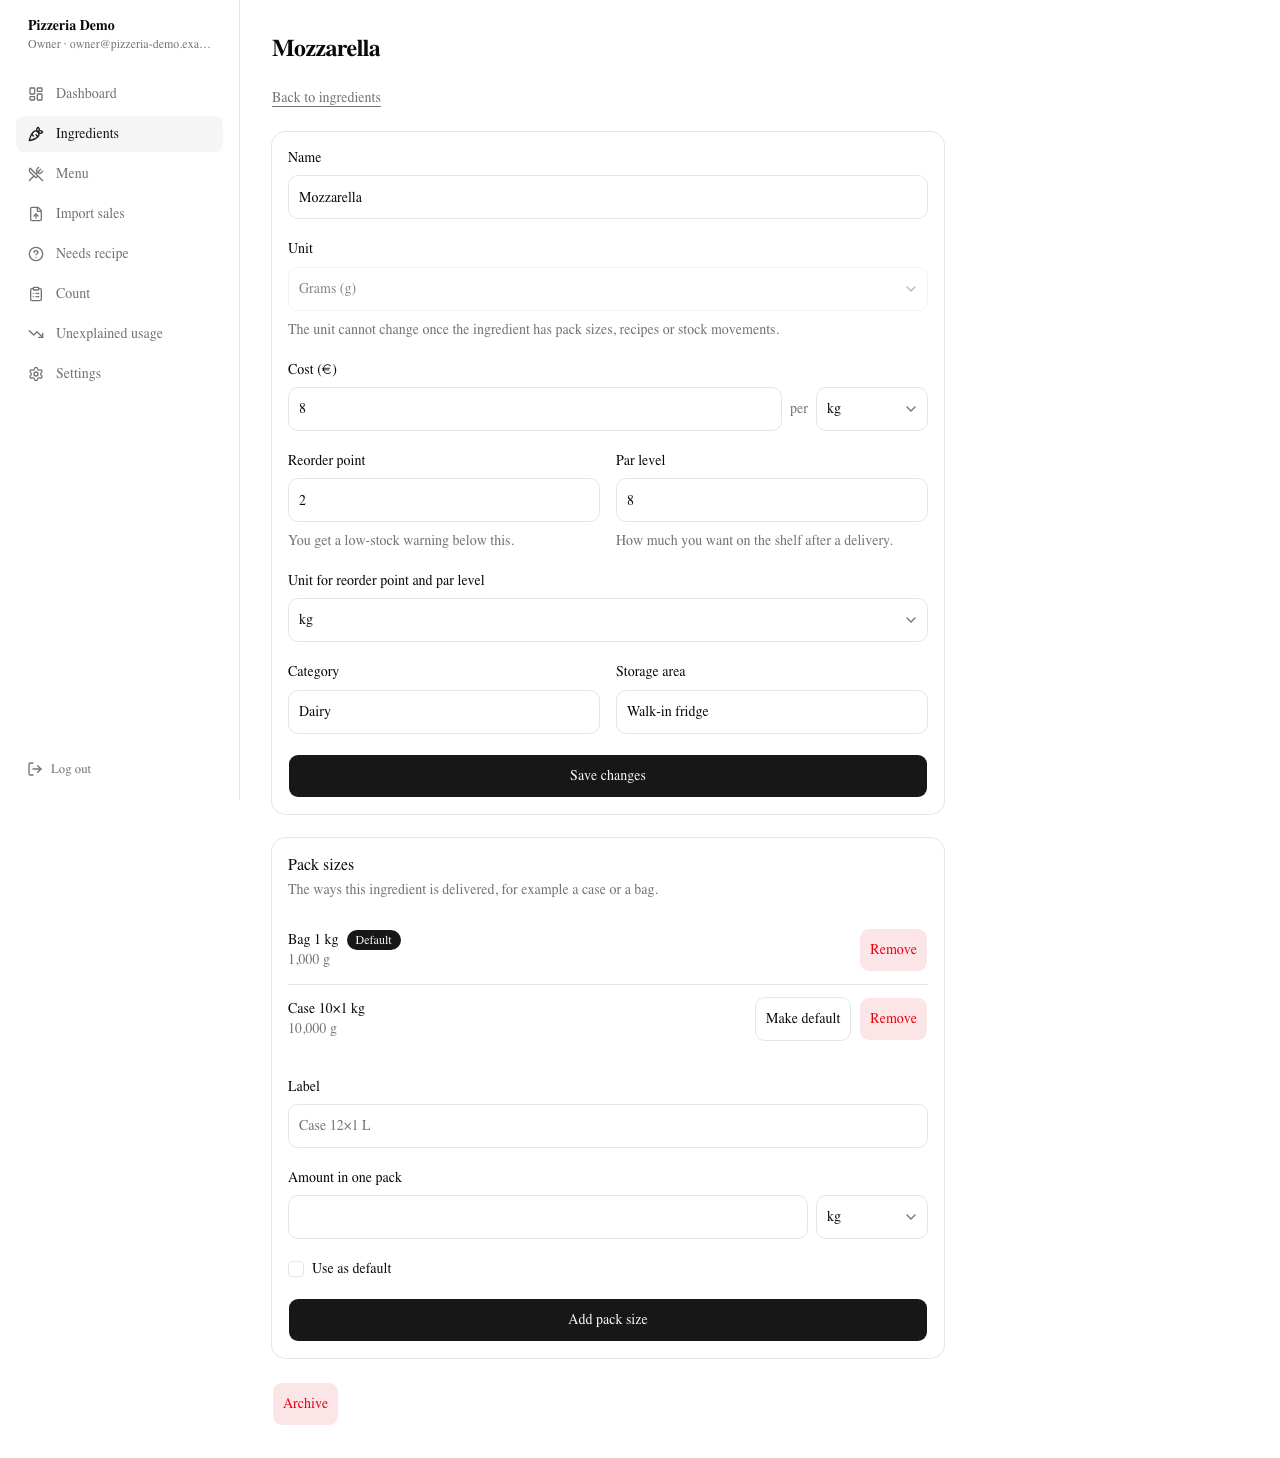 Pizzeria Demo
Owner · owner@pizzeria-demo.exa…
Dashboard
Ingredients
Menu
Import sales
Needs recipe
Count
Unexplained usage
Settings
Log out
Mozzarella
Back to ingredients
Name
Mozzarella
Unit
Grams (g)
The unit cannot change once the ingredient has pack sizes, recipes or stock movements.
Cost (€)
8 per kg
Reorder point
2
You get a low-stock warning below this.
Par level
8
How much you want on the shelf after a delivery.
Unit for reorder point and par level
kg
Category
Dairy
Storage area
Walk-in fridge
Save changes
Pack sizes
The ways this ingredient is delivered, for example a case or a bag.
Bag 1 kg Default
1,000 g
Remove
Case 10×1 kg
10,000 g
Make default Remove
Label
Case 12×1 L
Amount in one pack
kg
Use as default
Add pack size
Archive